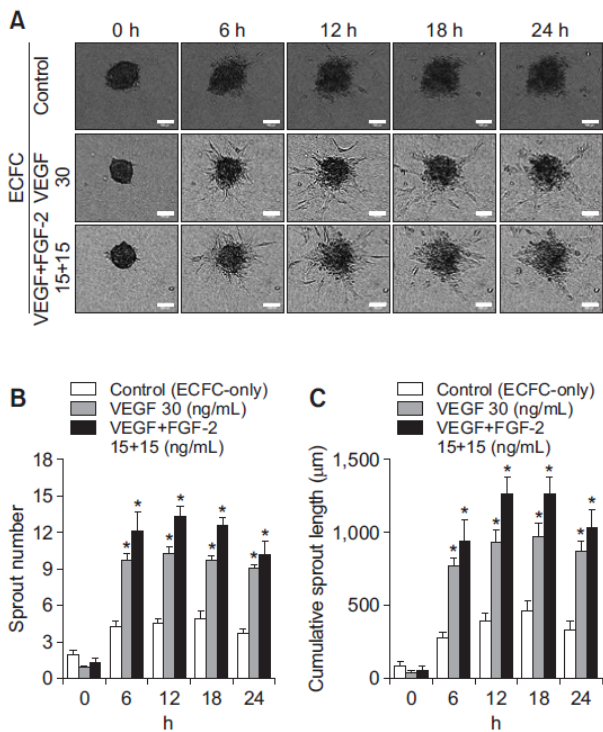 A
0 h 6 h 12 h 18 h 24 h
ECFC
Control
VEGF
30
VEGF+FGF-2
15+15
B
Control (ECFC-only)
VEGF 30 (ng/mL)
VEGF+FGF-2
15+15 (ng/mL)
Sprout number
18
15
12
9
6
3
0
* * * * * * * *
0 6 12 18 24
h
C
Control (ECFC-only)
VEGF 30 (ng/mL)
VEGF+FGF-2
15+15 (ng/mL)
Cumulative sprout length (μm)
1,500
1,000
500
0
* * * * * * * *
0 6 12 18 24
h